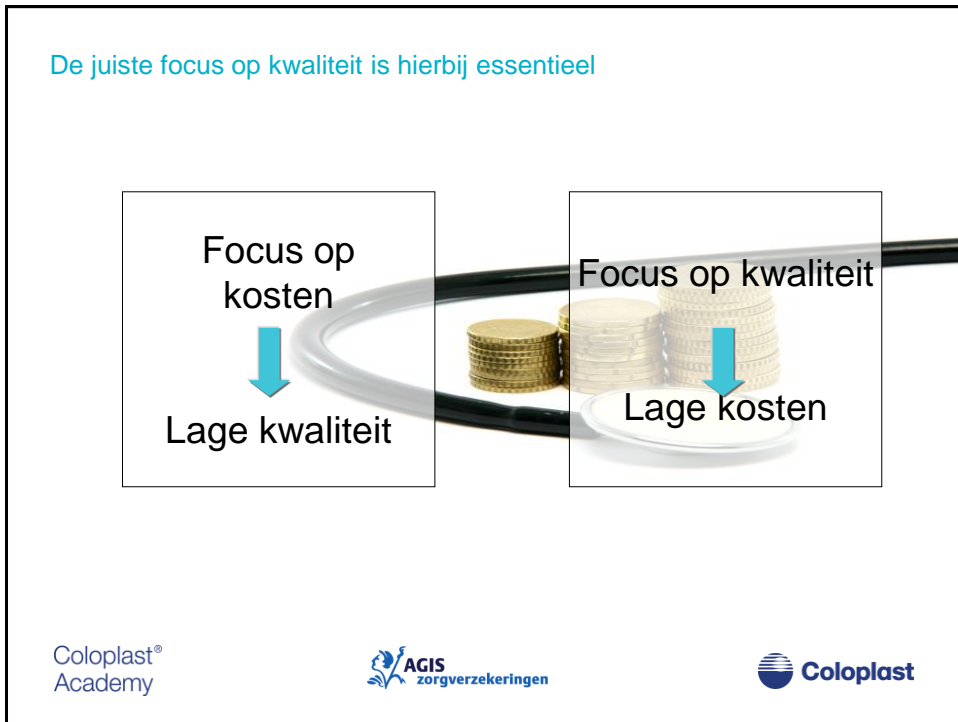 De juiste focus op kwaliteit is hierbij essentieel
Focus op
kosten
Lage kwaliteit
Focus op kwaliteit
Lage kosten
Coloplast®
Academy
AGIS
zorgverzekeringen
Coloplast